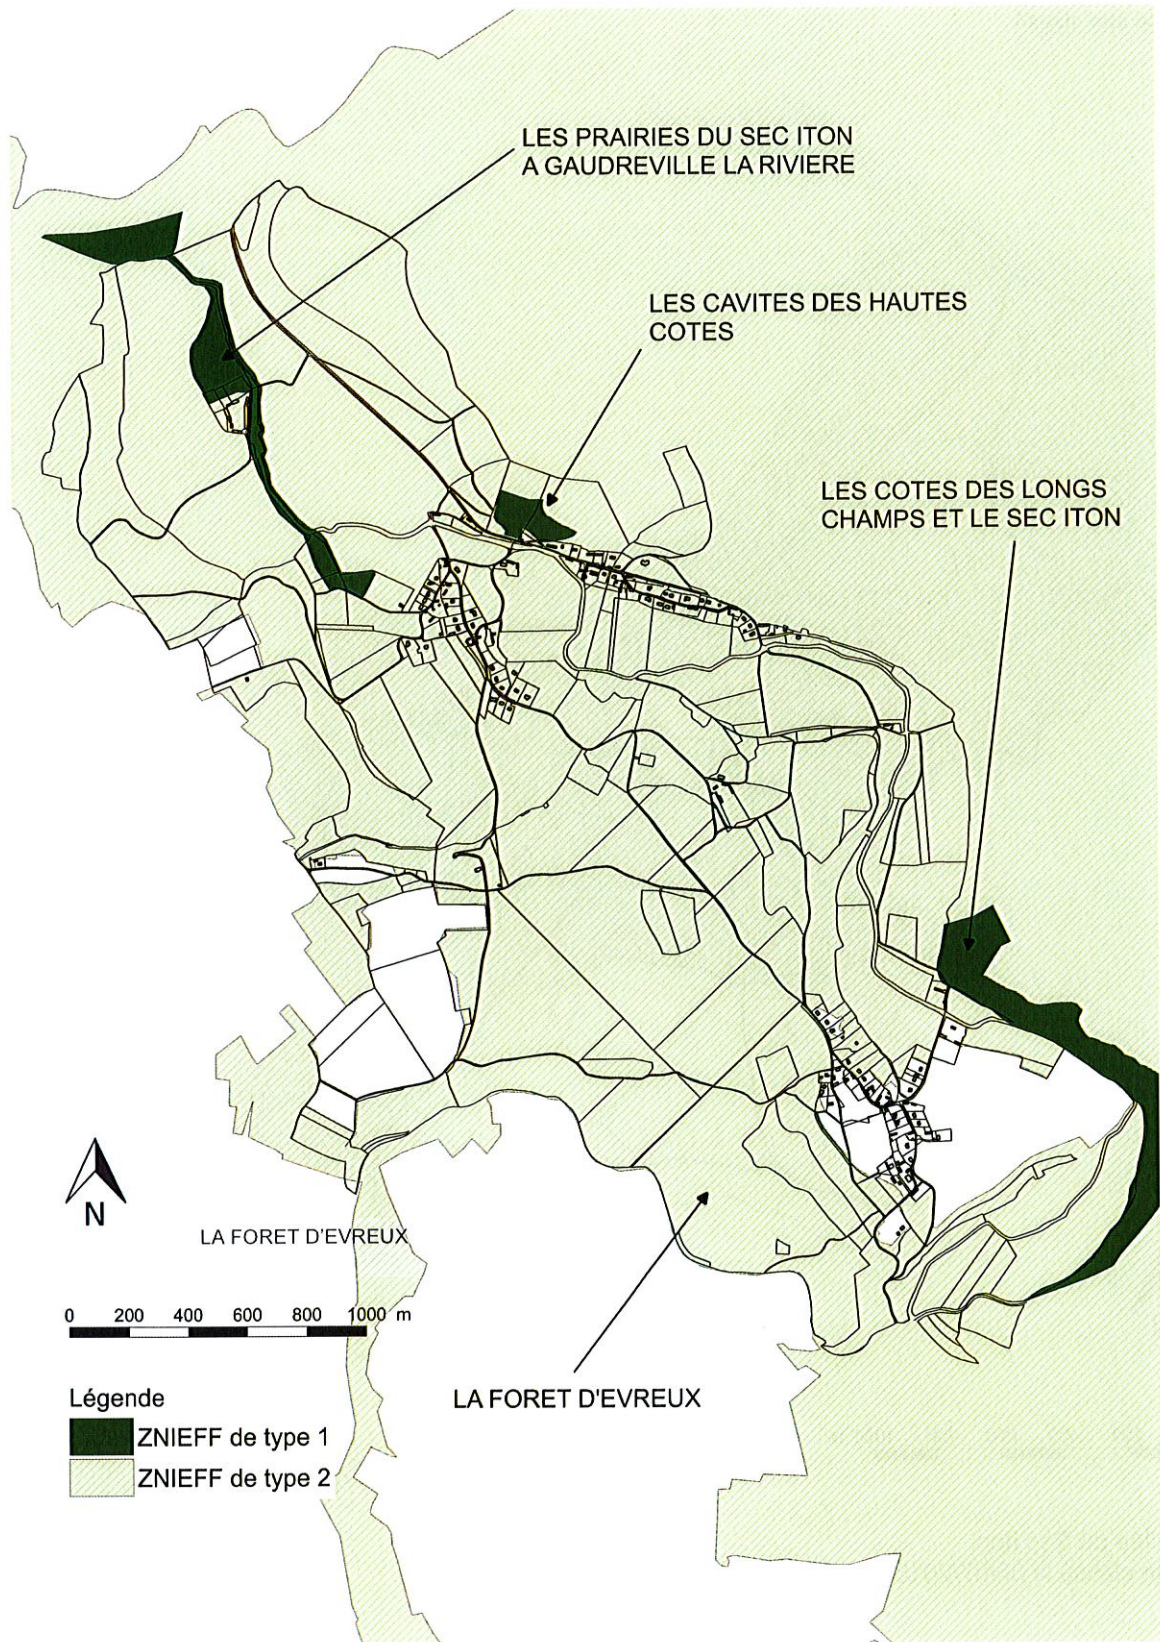 LES PRAIRIES DU SEC ITON
A GAUDREVILLE LA RIVIERE
LES CAVITES DES HAUTES
COTES
LES COTES DES LONGS
CHAMPS ET LE SEC ITON
N
LA FORET D'EVREUX
0 200 400 600 800 1000 m
LA FORET D'EVREUX
Légende
ZNIEFF de type 1
ZNIEFF de type 2